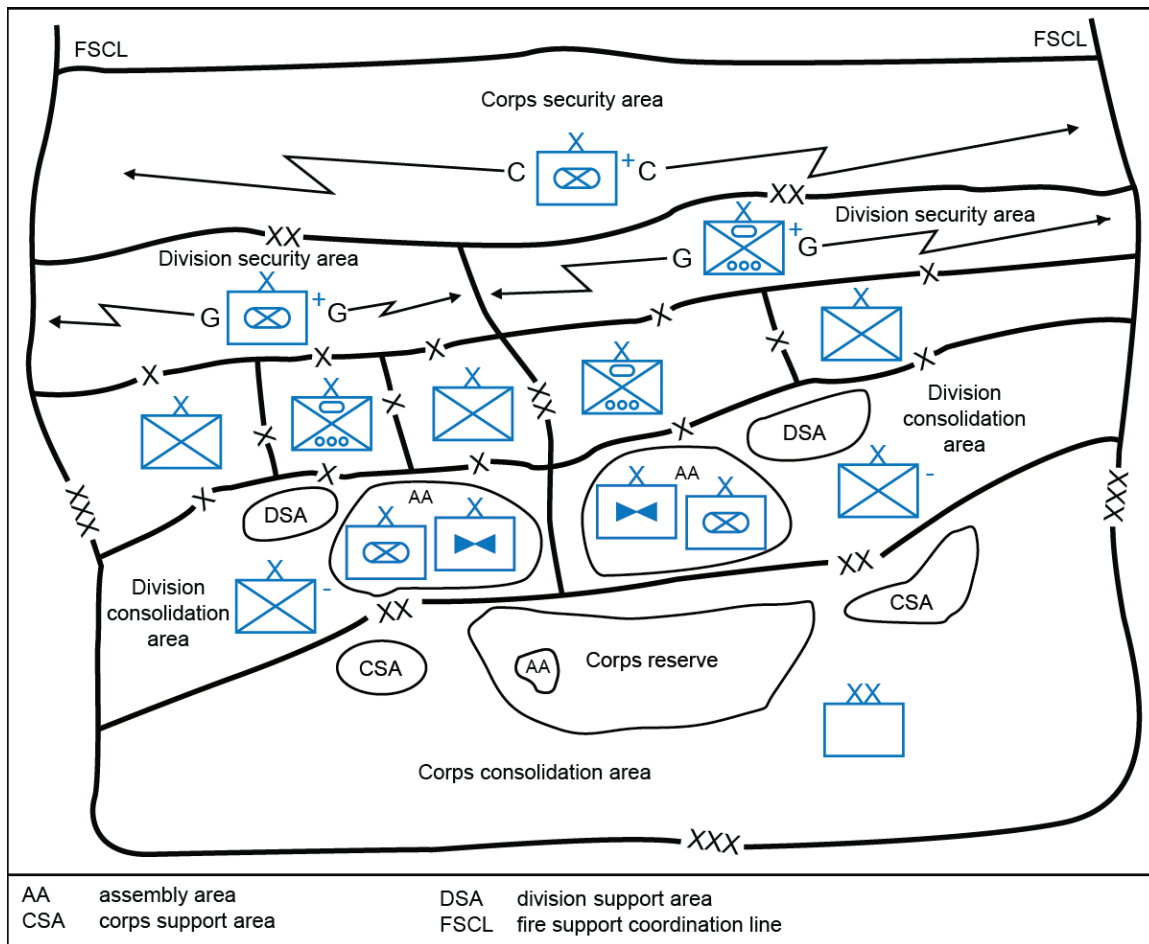 FSCL
FSCL
Corps security area
X
C
+
C
XX
XX
Division security area
X
G
+
G
Division security area
X
G
+
G
X
X
X
X
X
X
X
X
X
X
X
X
X
X
XX
X
X
X
X
X
Division
consolidation
area
DSA
X
-
AA
X
X
DSA
AA
X
X
XXX
XXX
Division
consolidation
area
X
-
XX
XX
CSA
CSA
AA
Corps reserve
XX
Corps consolidation area
XXX
AA assembly area
CSA corps support area
DSA division support area
FSCL fire support coordination line